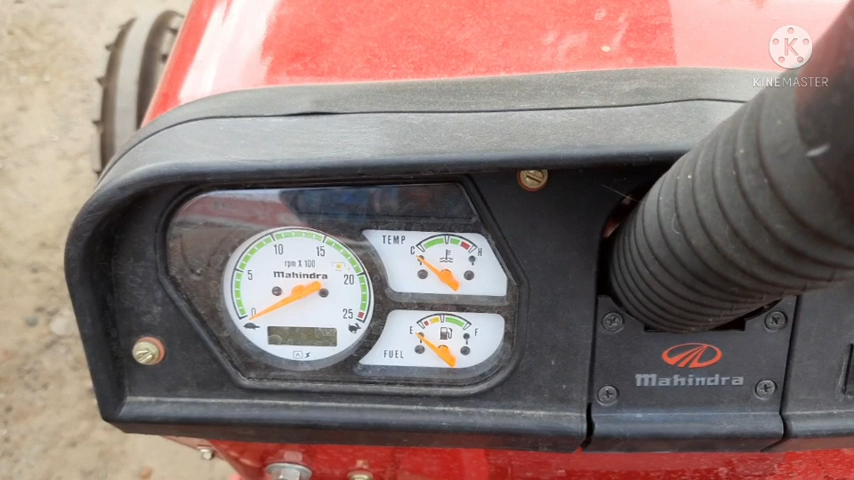 KINEMASTER
10 15
5 20
0 25
rpm X 100
Mahindra
TEMP
C H
E F
FUEL
Mahindra